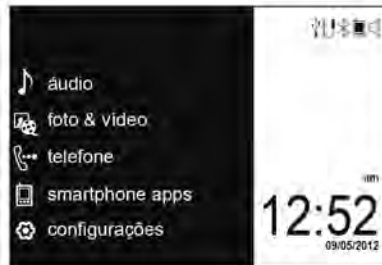 áudio
foto & vídeo
telefone
smartphone apps
configurações
12:52
09/05/2012